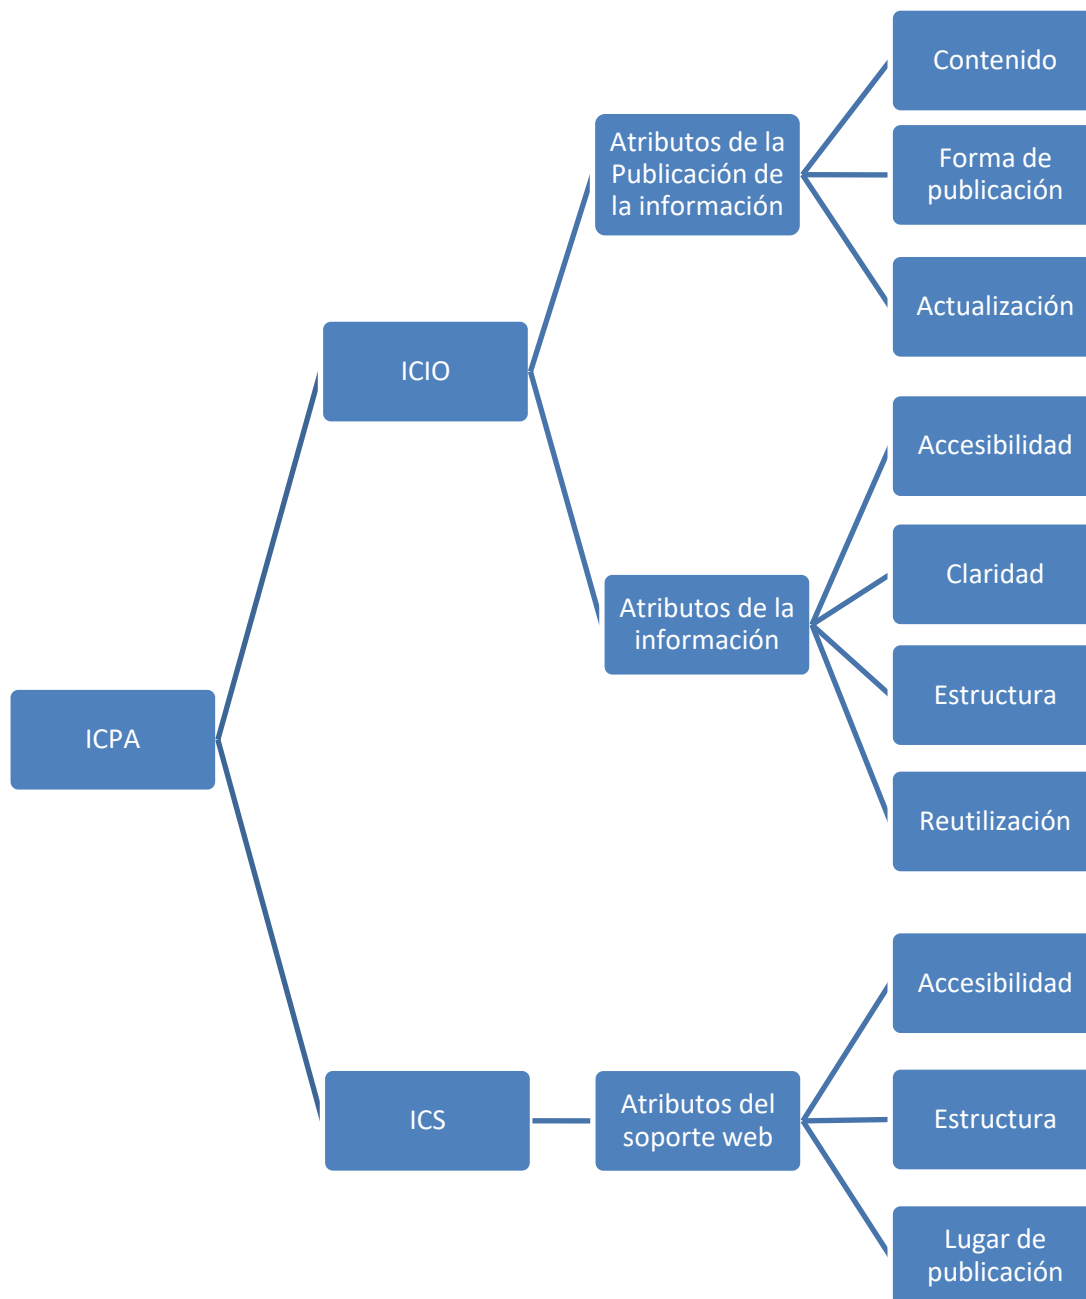 Contenido
Atributos de la
Publicación de
la información
Forma de
publicación
Actualización
ICIO
Accesibilidad
Claridad
Atributos de la
información
Estructura
ICPA
Reutilización
Accesibilidad
ICS
Atributos del
soporte web
Estructura
Lugar de
publicación